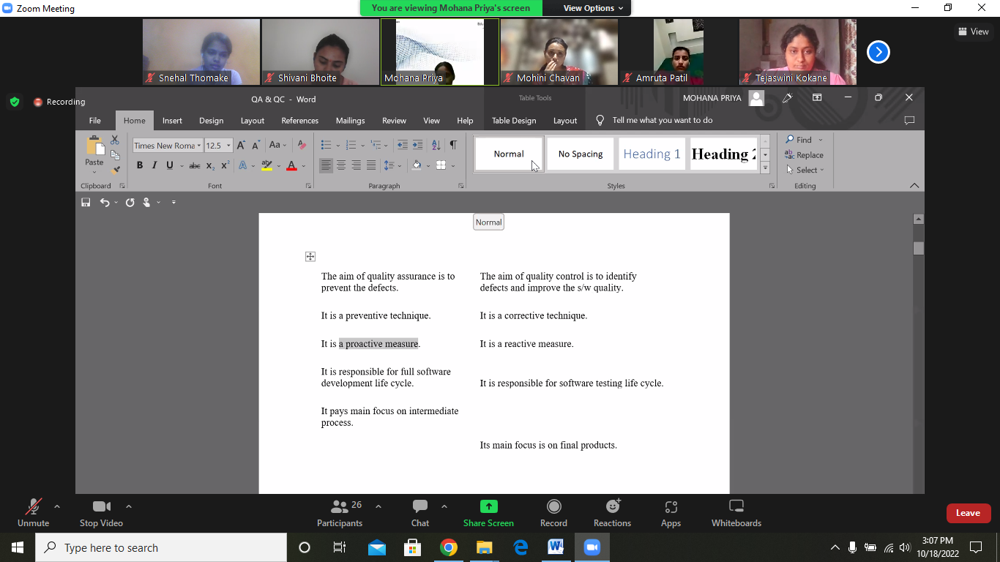 Zoom Meeting
You are viewing Mohana Priya's screen
View Options
View
Snehal Thomake
Shivani Bhoite
Mohana Priya
Mohini Chavan
Amruta Patil
Tejaswini Kokane
Recording
QA & QC - Word
Table Tools
MOHANA PRIYA
File Home Insert Design Layout References Mailings Review View Help Table Design Layout Tell me what you want to do
Paste
Times New Roma
12.5
Aa
Normal
No Spacing
Heading 1
Heading 2
Find
Replace
Select
Clipboard
Font
Paragraph
Styles
Editing
Normal
The aim of quality assurance is to
prevent the defects.
The aim of quality control is to identify
defects and improve the s/w quality.
It is a preventive technique.
It is a corrective technique.
It is a proactive measure.
It is a reactive measure.
It is responsible for full software
development life cycle.
It is responsible for software testing life cycle.
It pays main focus on intermediate
process.
Its main focus is on final products.
Unmute
Stop Video
26
Participants
Chat
Share Screen
Record
Reactions
Apps
Whiteboards
Leave
Type here to search
3:07 PM
10/18/2022